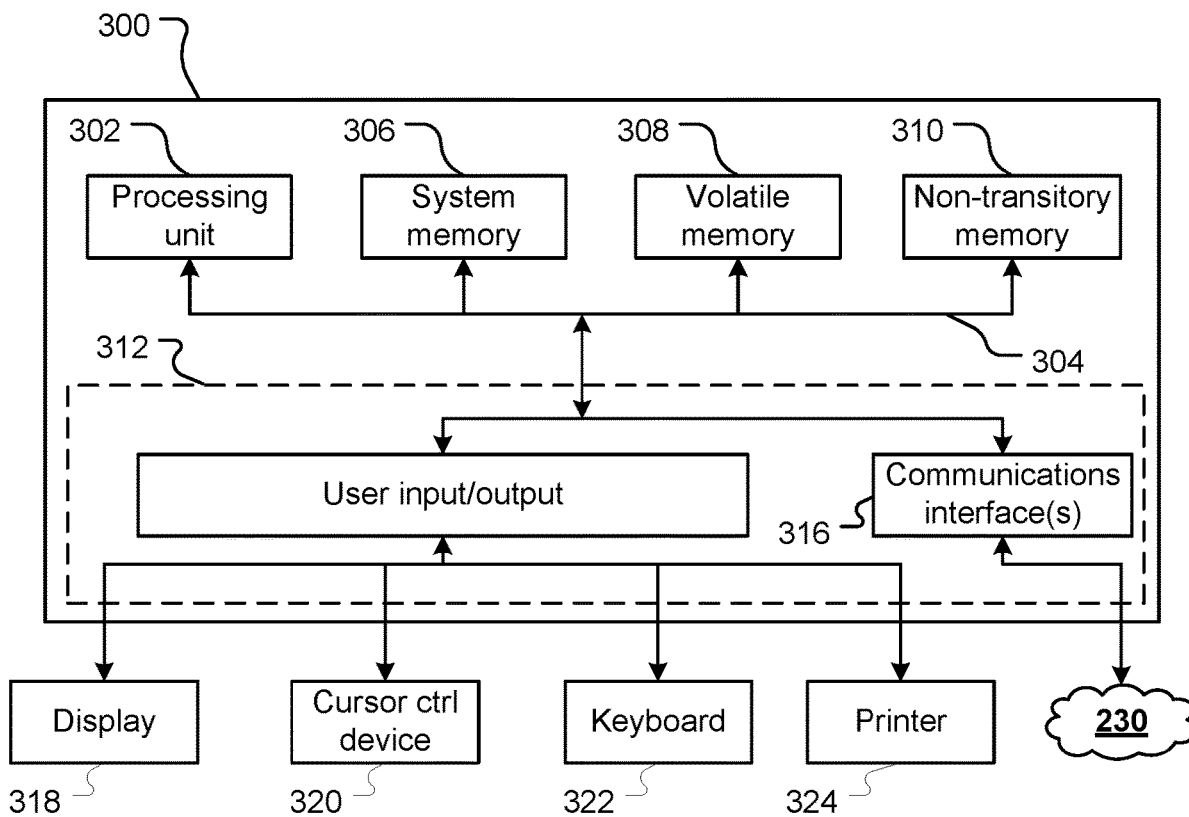 300
302
306
308
310
Processing
unit
System
memory
Volatile
memory
Non-transitory
memory
312
304
User input/output
Communications
interface(s)
316
Display
Cursor ctrl
device
Keyboard
Printer
230
318
320
322
324